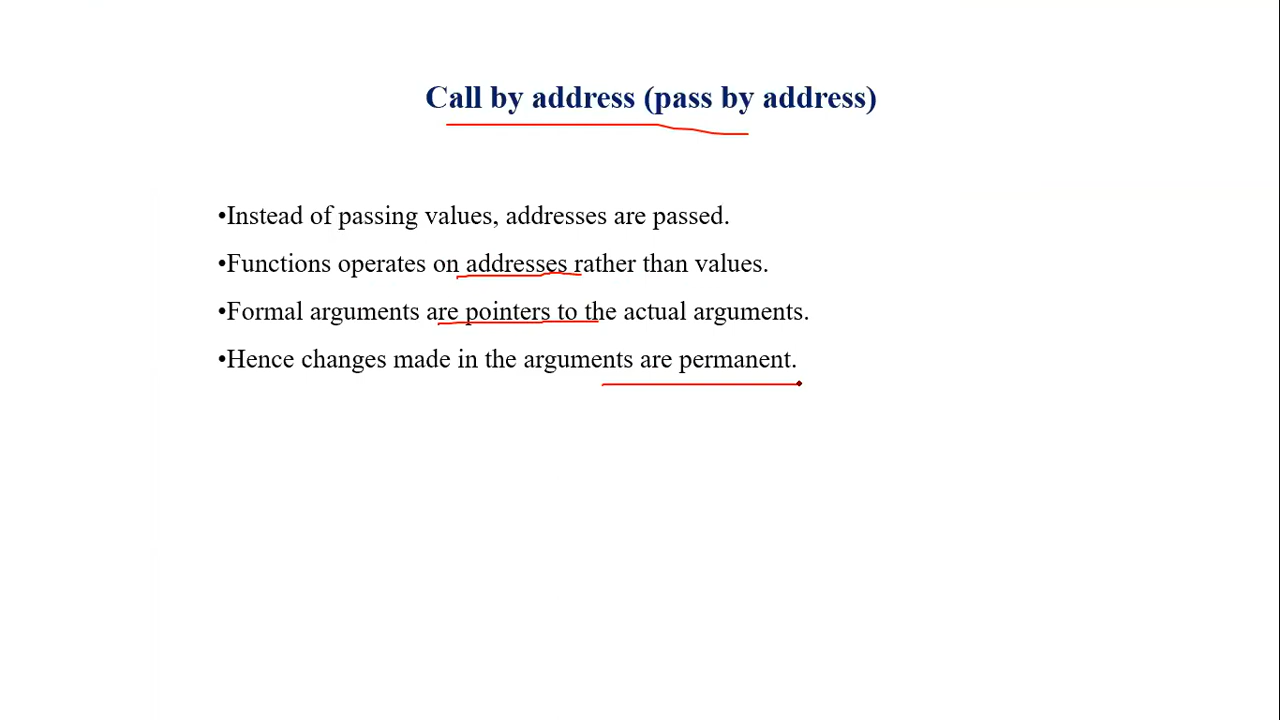 Call by address (pass by address)
•Instead of passing values, addresses are passed.
•Functions operates on addresses rather than values.
•Formal arguments are pointers to the actual arguments.
•Hence changes made in the arguments are permanent.